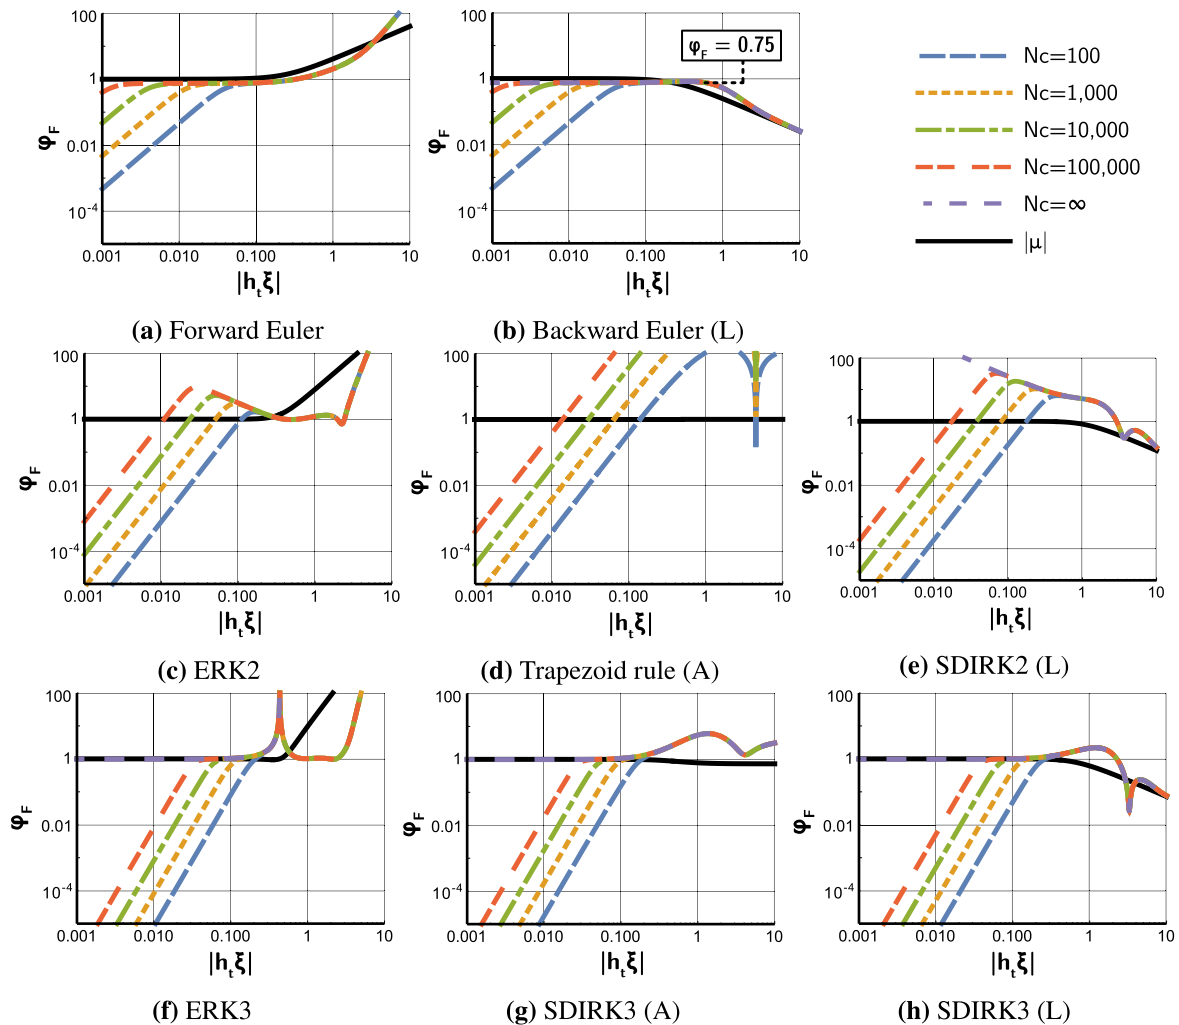 100
1
0.01
10-4
φF
0.001 0.010 0.100 1 10
|htξ|
(a) Forward Euler
100
1
0.01
10-4
φF
φF = 0.75
0.001 0.010 0.100 1 10
|htξ|
(b) Backward Euler (L)
Nc=100
Nc=1,000
Nc=10,000
Nc=100,000
Nc=∞
|μ|
100
1
0.01
10-4
φF
0.001 0.010 0.100 1 10
|htξ|
(c) ERK2
100
1
0.01
10-4
φF
0.001 0.010 0.100 1 10
|htξ|
(d) Trapezoid rule (A)
100
1
0.01
10-4
φF
0.001 0.010 0.100 1 10
|htξ|
(e) SDIRK2 (L)
100
1
0.01
10-4
φF
0.001 0.010 0.100 1 10
|htξ|
(f) ERK3
100
1
0.01
10-4
φF
0.001 0.010 0.100 1 10
|htξ|
(g) SDIRK3 (A)
100
1
0.01
10-4
φF
0.001 0.010 0.100 1 10
|htξ|
(h) SDIRK3 (L)